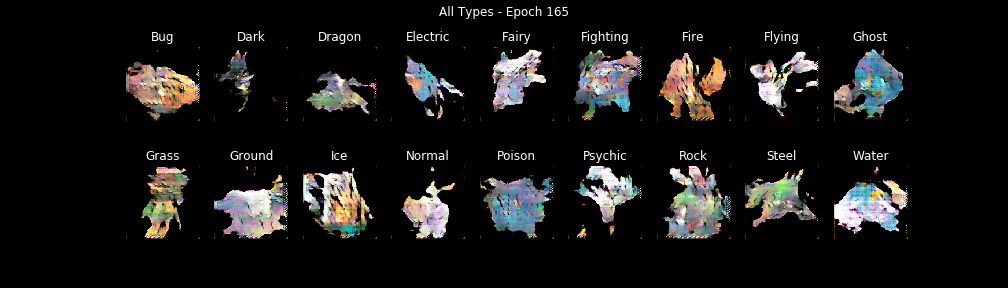 All Types - Epoch 165
Bug Dark Dragon Electric Fairy Fighting Fire Flying Ghost
Grass Ground Ice Normal Poison Psychic Rock Steel Water